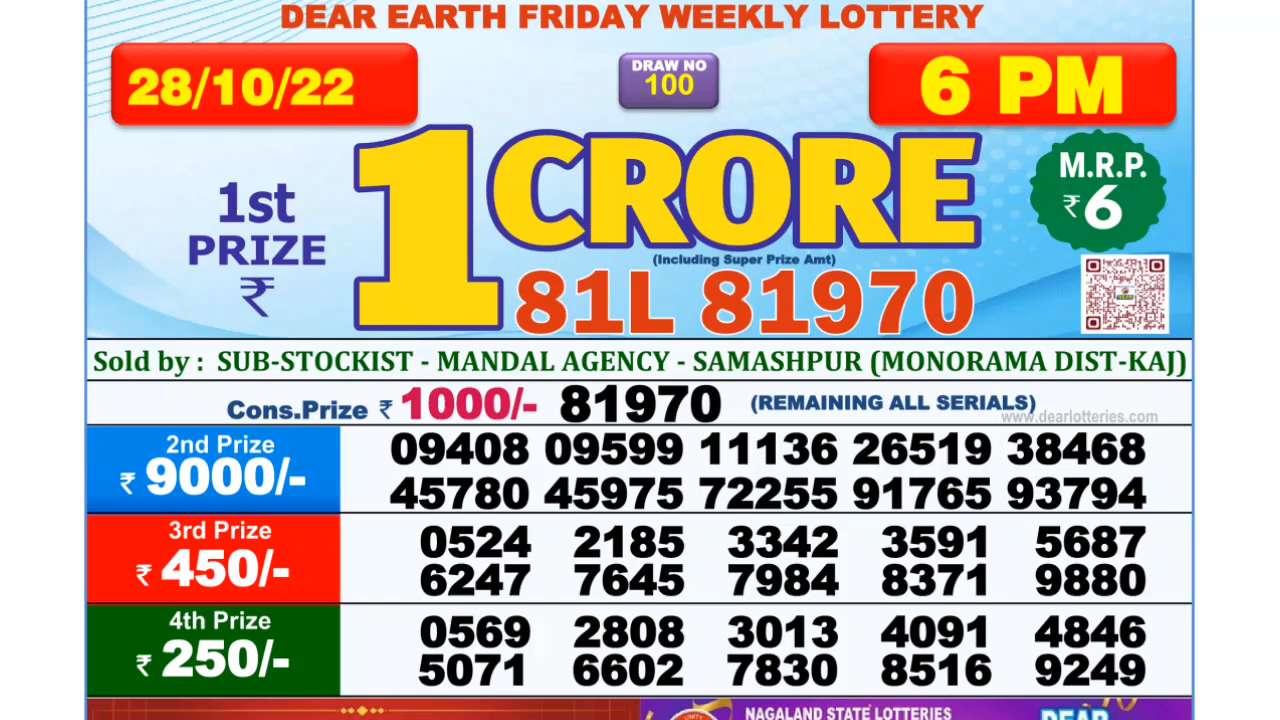 DEAR EARTH FRIDAY WEEKLY LOTTERY
28/10/22
DRAW NO
100
6 PM
1st
PRIZE
₹
1 CRORE
(Including Super Prize Amt)
81L 81970
M.R.P.
₹ 6
Sold by : SUB-STOCKIST - MANDAL AGENCY - SAMASHPUR (MONORAMA DIST-KAJ)
Cons.Prize ₹ 1000/- 81970 (REMAINING ALL SERIALS)
www.dearlotteries.com
2nd Prize
₹ 9000/-
09408 09599 11136 26519 38468
45780 45975 72255 91765 93794
3rd Prize
₹ 450/-
0524 2185 3342 3591 5687
6247 7645 7984 8371 9880
4th Prize
₹ 250/-
0569 2808 3013 4091 4846
5071 6602 7830 8516 9249
NAGALAND STATE LOTTERIES
DEAR